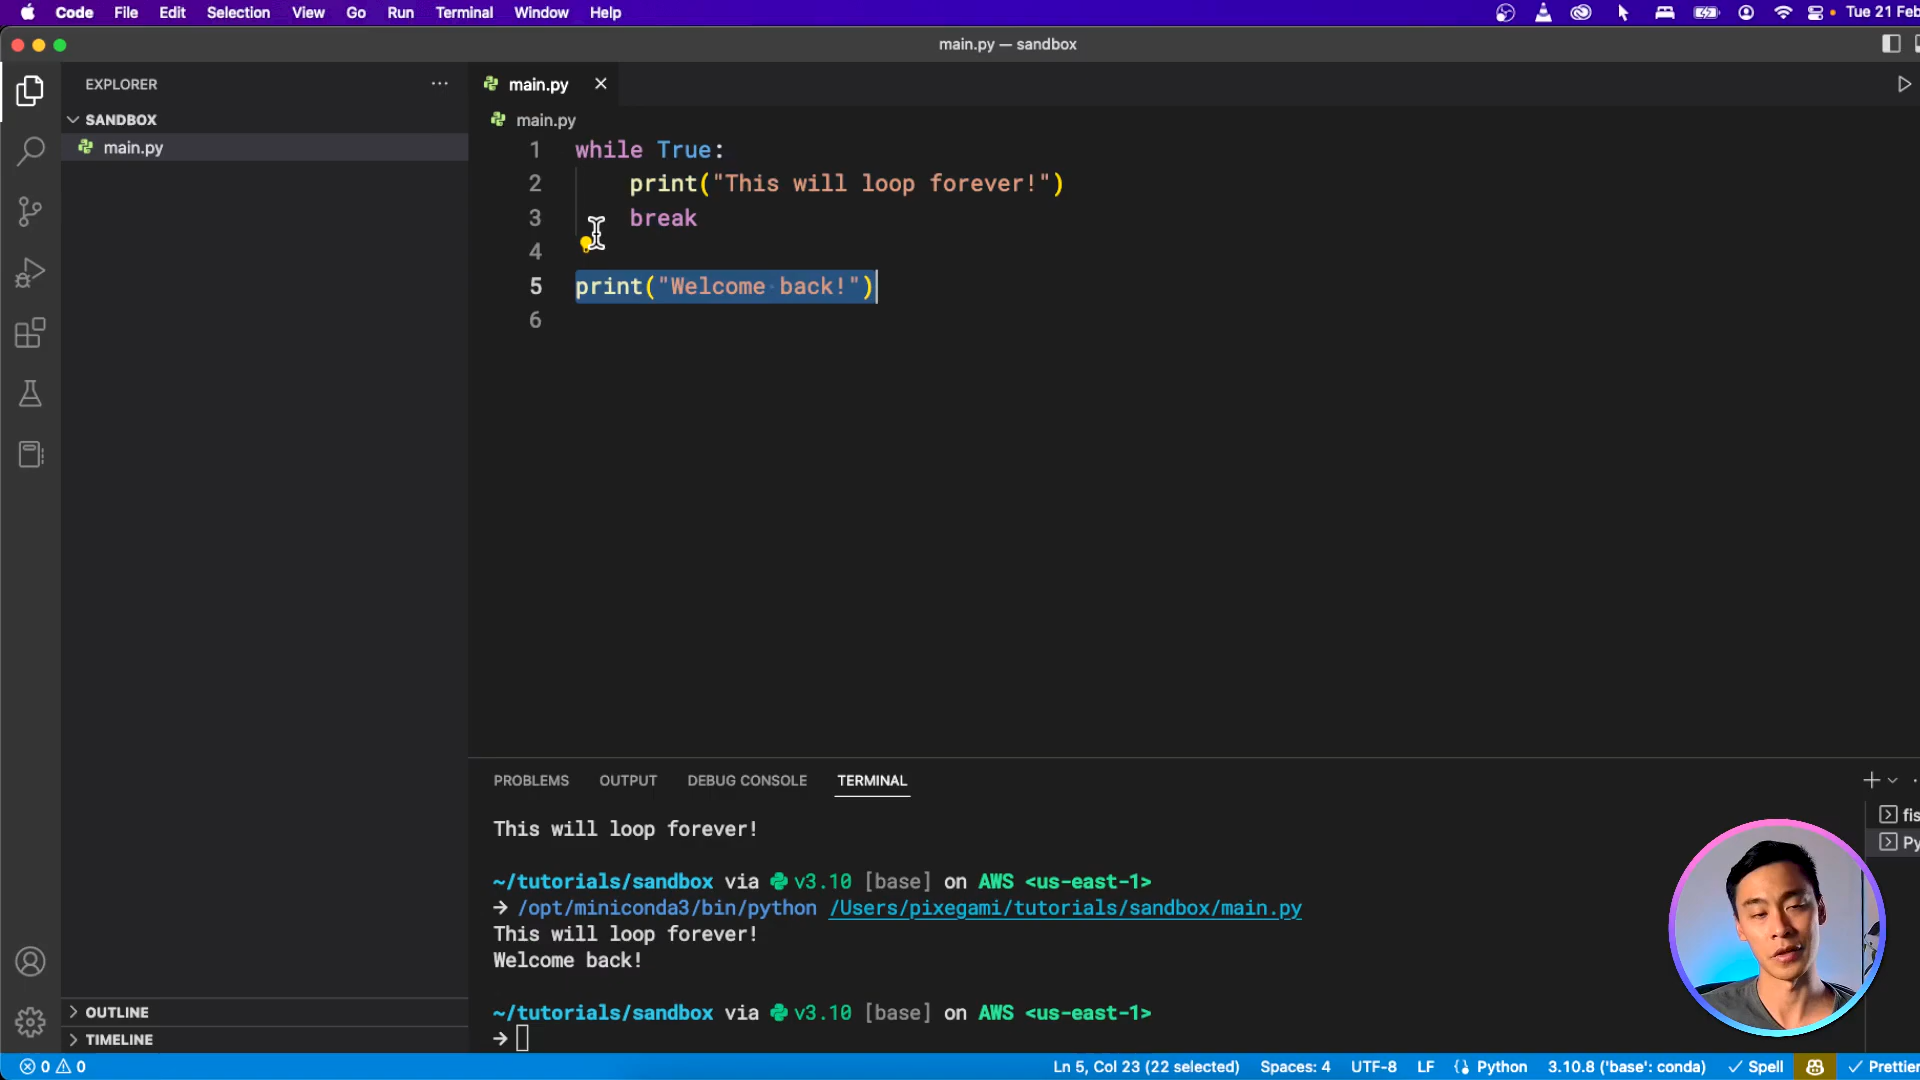 Code File Edit Selection View Go Run Terminal Window Help Tue 21 Feb
main.py — sandbox
EXPLORER
main.py
SANDBOX
main.py
main.py
1 while True:
2 print("This will loop forever!")
3 break
4
5 print("Welcome back!")
6
PROBLEMS OUTPUT DEBUG CONSOLE TERMINAL
This will loop forever!
fis
Py
~/tutorials/sandbox via v3.10 [base] on AWS <us-east-1>
→ /opt/miniconda3/bin/python /Users/pixegami/tutorials/sandbox/main.py
This will loop forever!
Welcome back!
~/tutorials/sandbox via v3.10 [base] on AWS <us-east-1>
→
OUTLINE
TIMELINE
0 0 Ln 5, Col 23 (22 selected) Spaces: 4 UTF-8 LF Python 3.10.8 ('base': conda) Spell Prettier